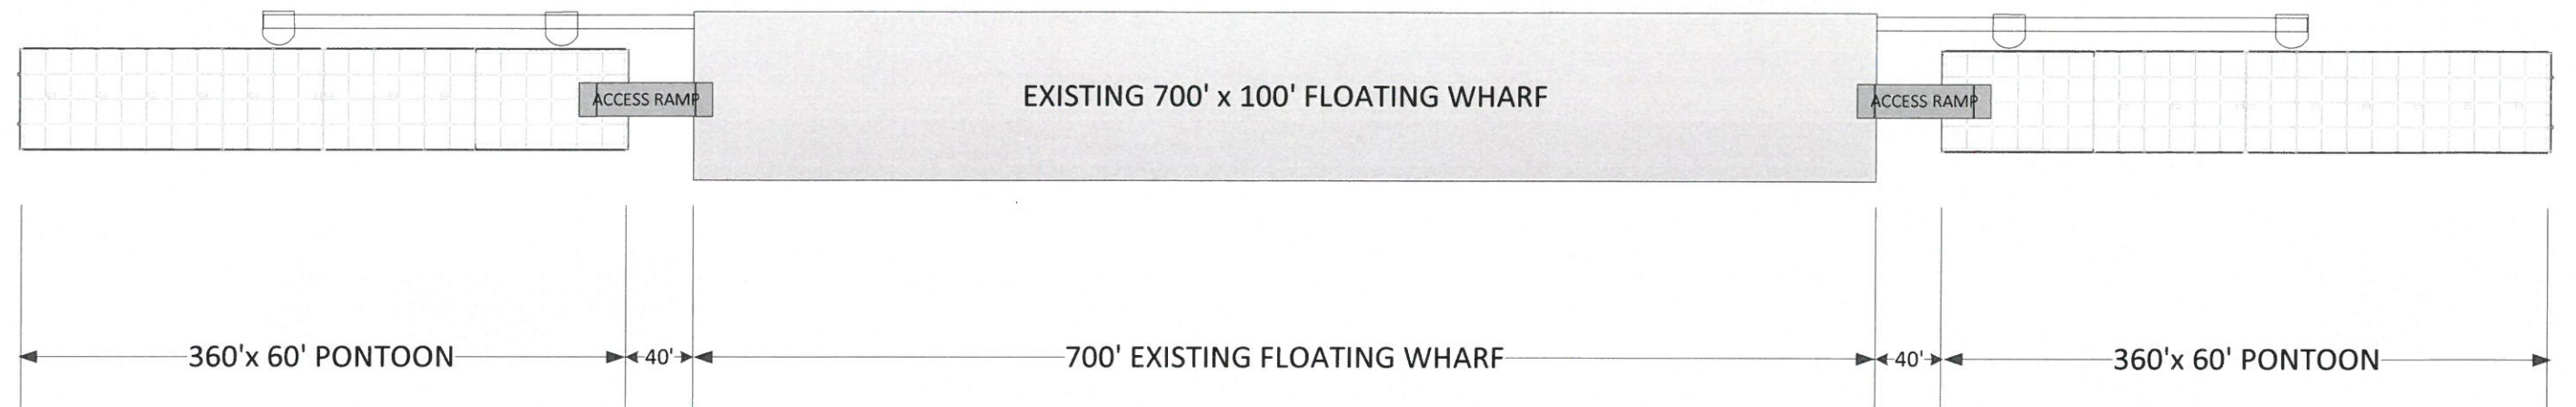 EXISTING 700' x 100' FLOATING WHARF
ACCESS RAMP
ACCESS RAMP
360'x 60' PONTOON
40'
700' EXISTING FLOATING WHARF
40'
360'x 60' PONTOON